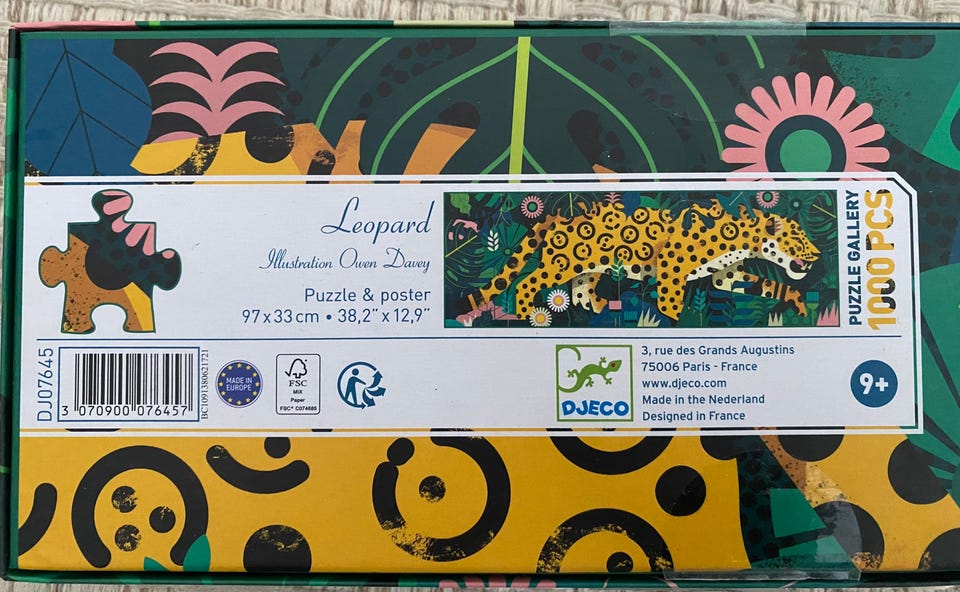 Leopard
Illustration Owen Davey
Puzzle & poster
97 x 33 cm • 38,2" x 12,9"
PUZZLE GALLERY
1000 PCS
DJ07645
3 070900 076457
BC1091380621721
MADE IN
EUROPE
FSC
MIX
Paper
FSC® C074685
DJECO
3, rue des Grands Augustins
75006 Paris - France
www.djeco.com
Made in the Nederland
Designed in France
9+